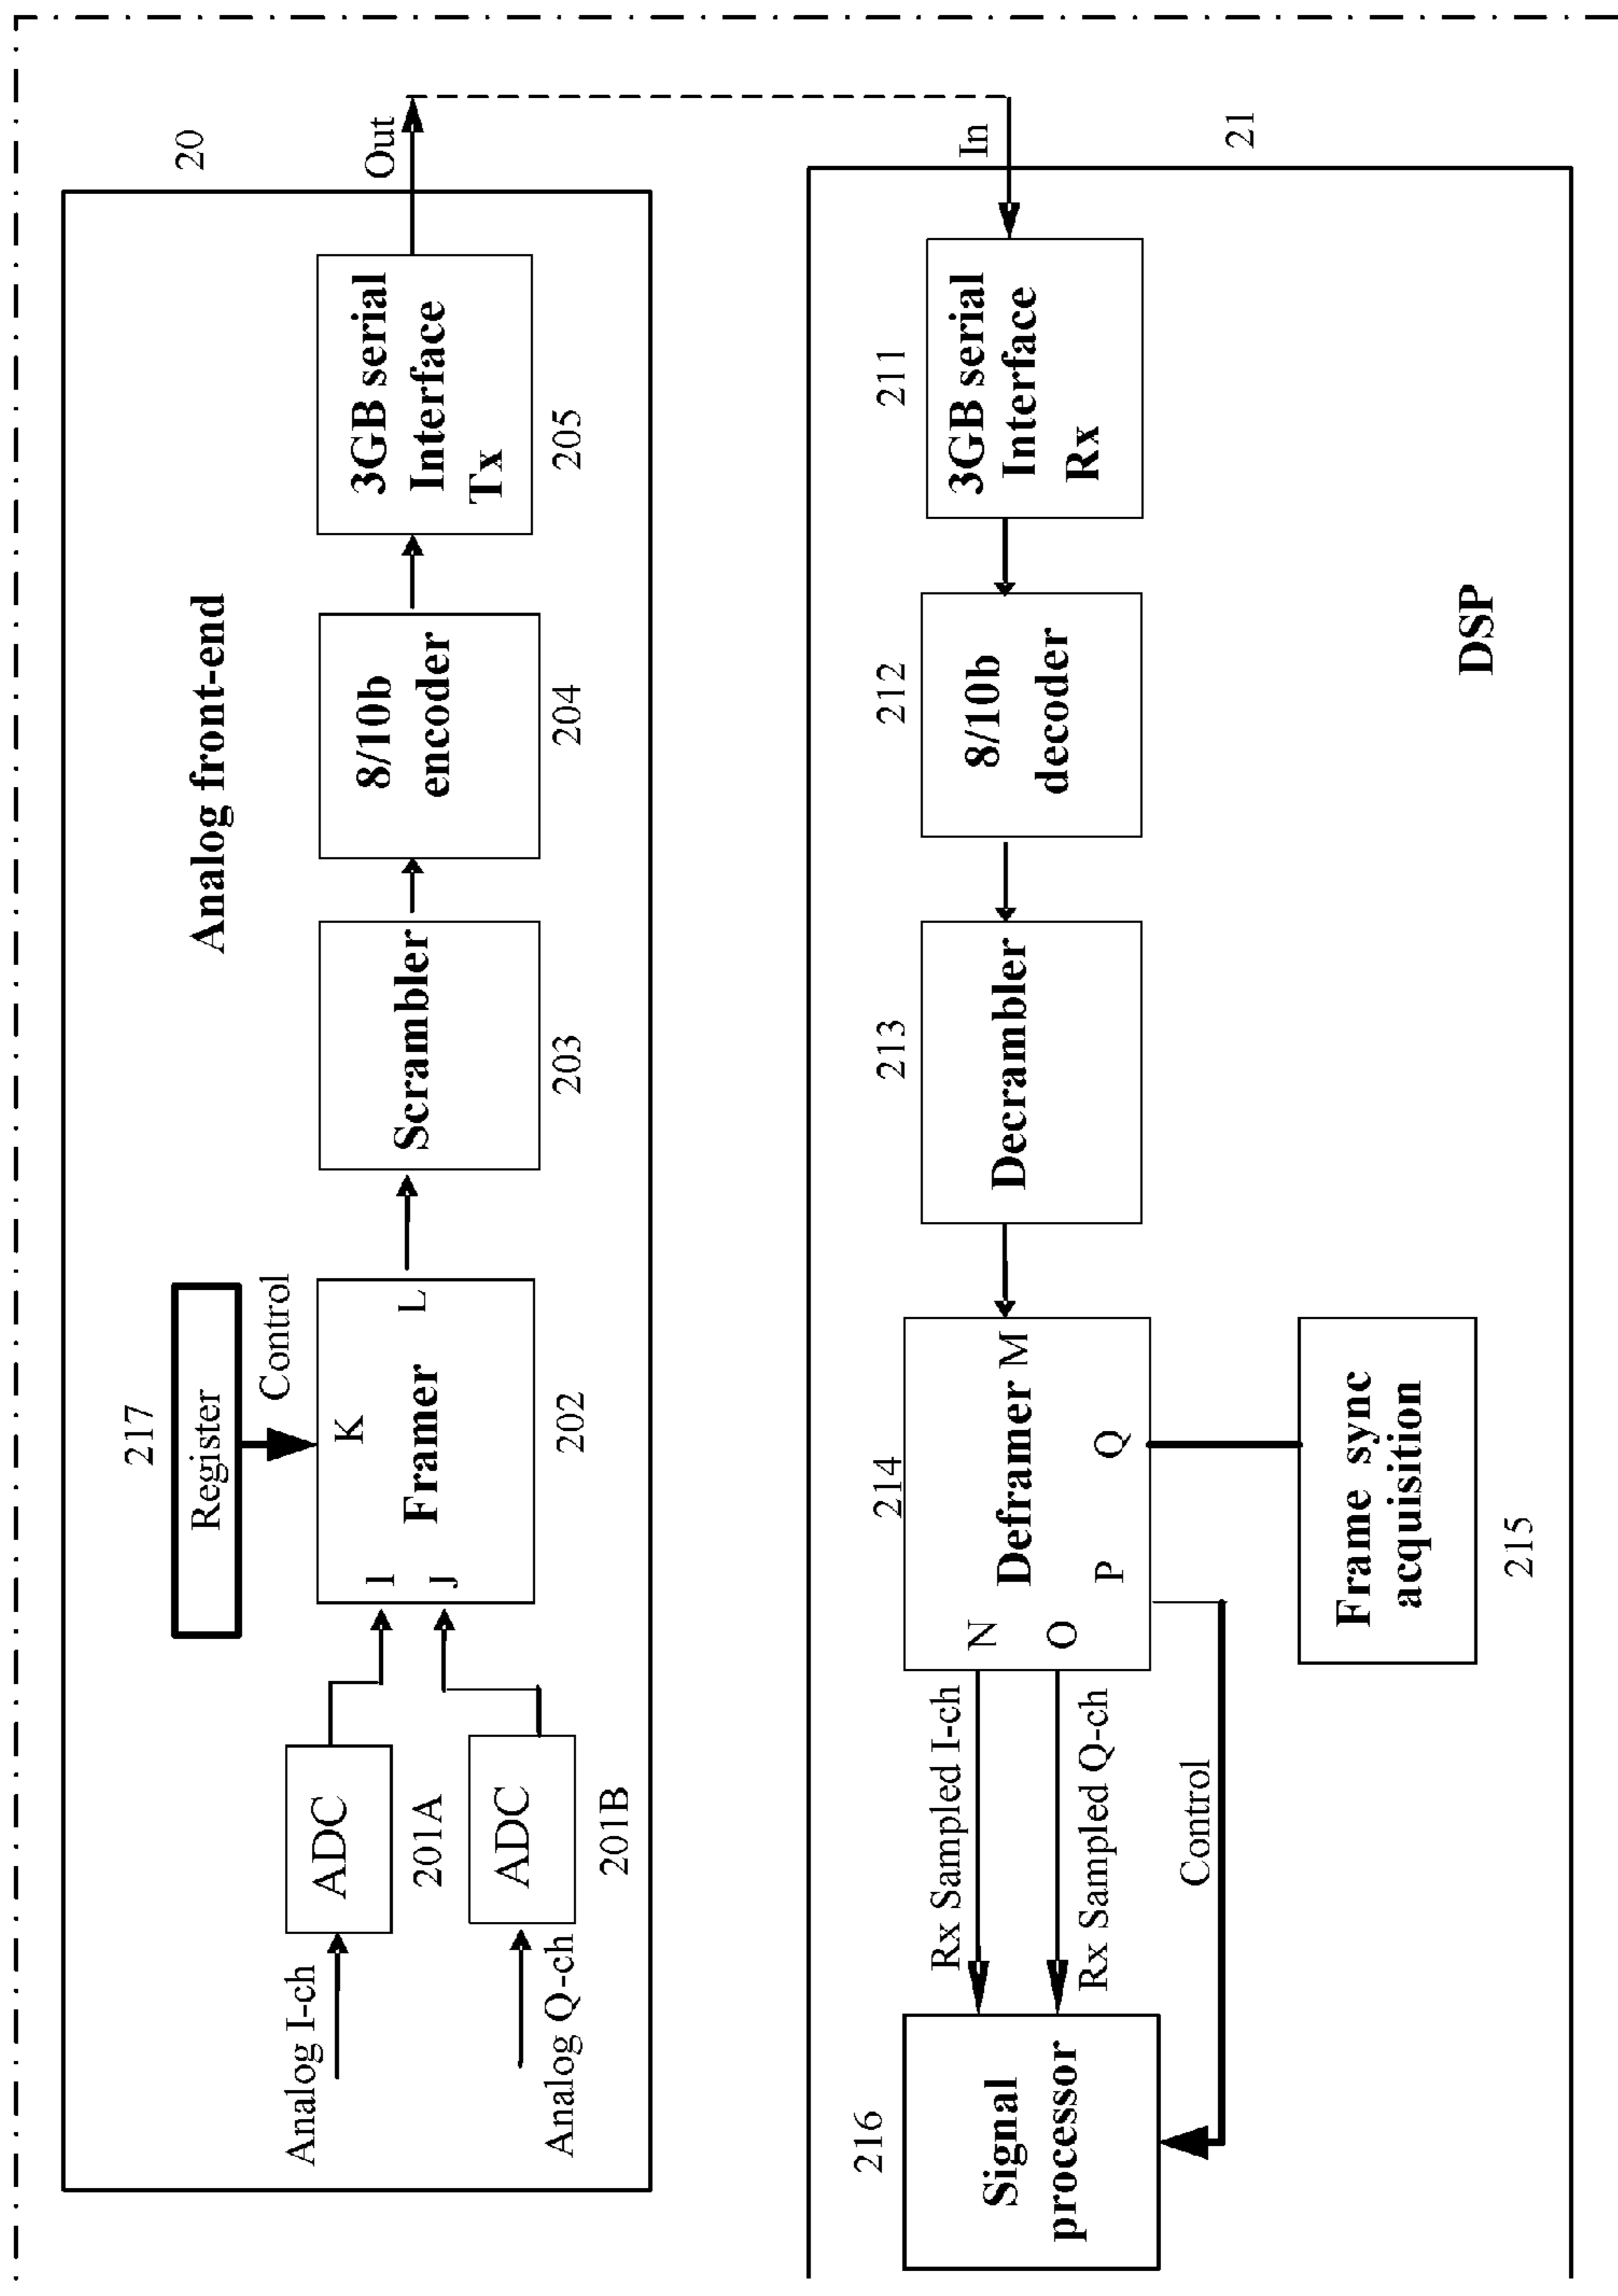 Analog front-end
20
217
Register
Control
Analog I-ch
ADC
201A
Analog Q-ch
ADC
201B
I
J
K
L
Framer
202
Scrambler
203
8/10b
encoder
204
3GB serial
Interface
Tx
205
Out
In
21
211
3GB serial
Interface
Rx
212
8/10b
decoder
213
Decrambler
214
Deframer
M
N
O
P
Q
Rx Sampled I-ch
Rx Sampled Q-ch
Control
216
Signal
processor
Frame sync
acquisition
215
DSP